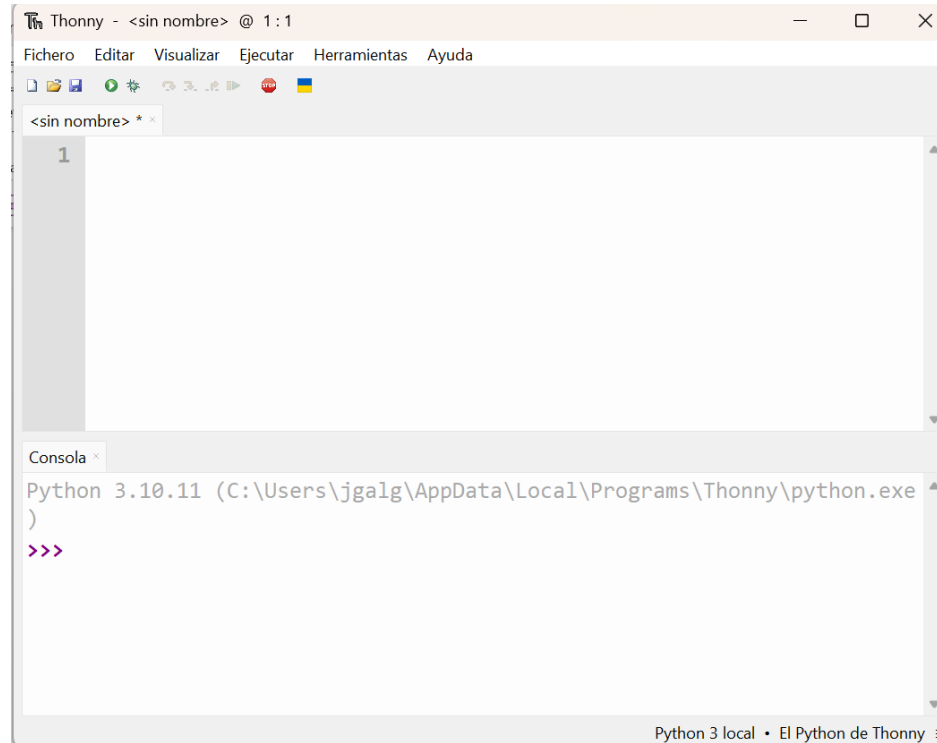 Thonny - <sin nombre> @ 1 : 1
Fichero Editar Visualizar Ejecutar Herramientas Ayuda
STOP
<sin nombre> *
1
Consola
Python 3.10.11 (C:\Users\jgalg\AppData\Local\Programs\Thonny\python.exe
)
>>>
Python 3 local • El Python de Thonny